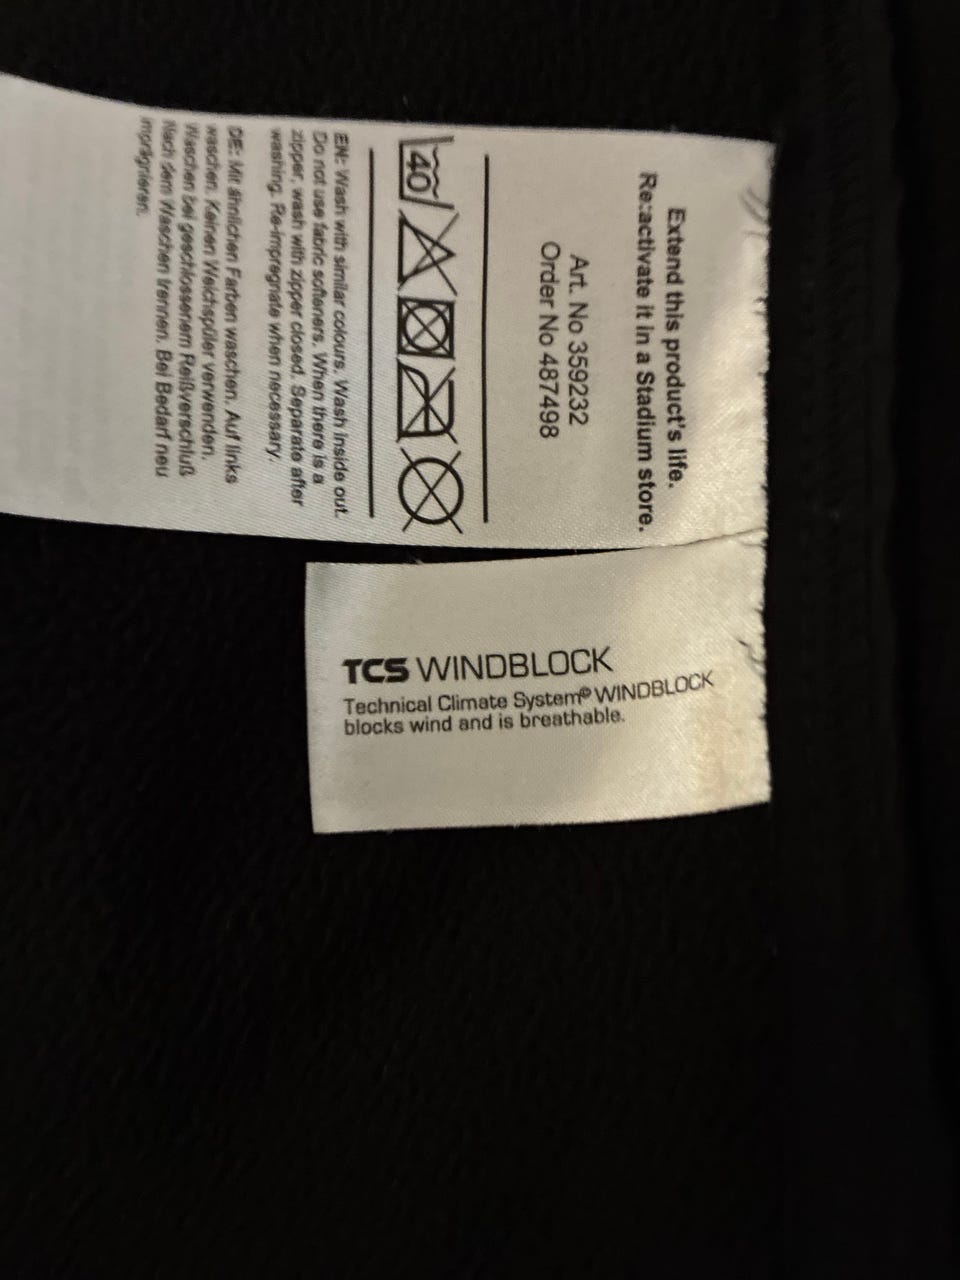 Extend this product's life.
Re:activate it in a Stadium store.
Art. No 359232
Order No 487498
40
EN: Wash with similar colours. Wash inside out.
Do not use fabric softeners. When there is a
zipper, wash with zipper closed. Separate after
washing. Re-impregnate when necessary.
DE: Mit ähnlichen Farben waschen. Auf links
waschen. Keinen Weichspüler verwenden.
Waschen bei geschlossenem Reißverschluß
Nach dem Waschen trennen. Bei Bedarf neu
imprägnieren.
TCS WINDBLOCK
Technical Climate System® WINDBLOCK
blocks wind and is breathable.